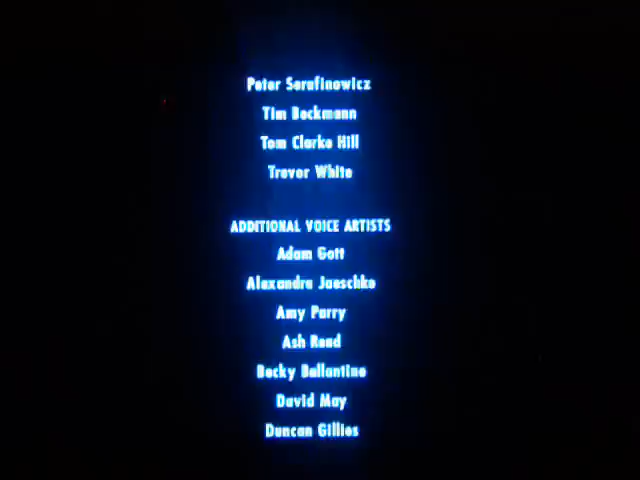 Peter Serafinowicz
Tim Beckmann
Tom Clarke Hill
Trevor White
ADDITIONAL VOICE ARTISTS
Adam Gott
Alexandra Jaeschke
Amy Parry
Ash Read
Becky Ballantine
David May
Duncan Gillies